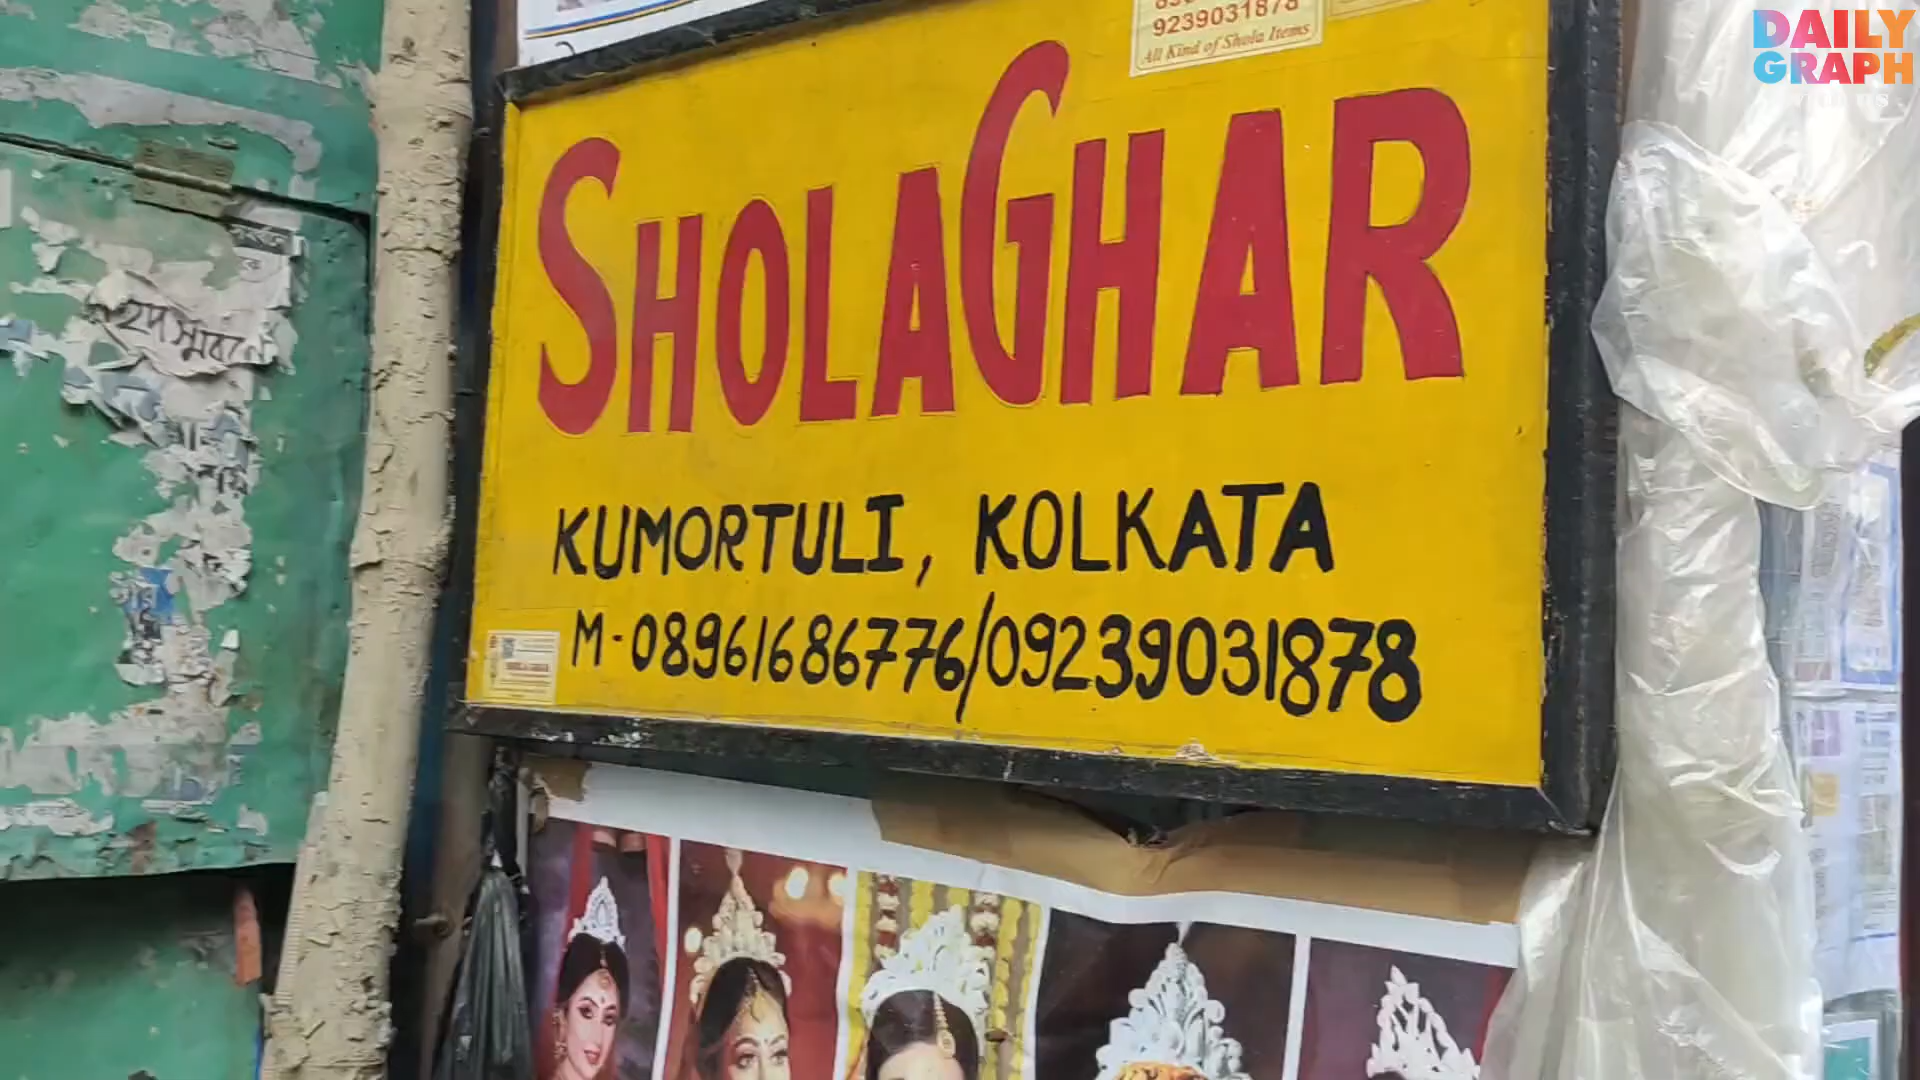 9239031878
All Kind of Shola Items
DAILY
GRAPH
SHOLAGHAR
KUMORTULI, KOLKATA
M-08961686776/09239031878